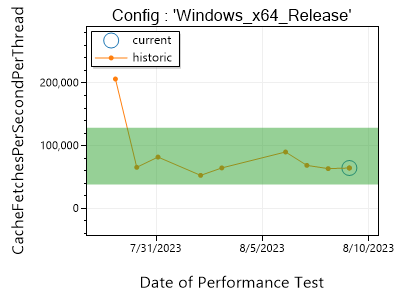 Config : 'Windows_x64_Release'
CacheFetchesPerSecondPerThread
current
historic
200,000
100,000
0
7/31/2023
8/5/2023
8/10/2023
Date of Performance Test